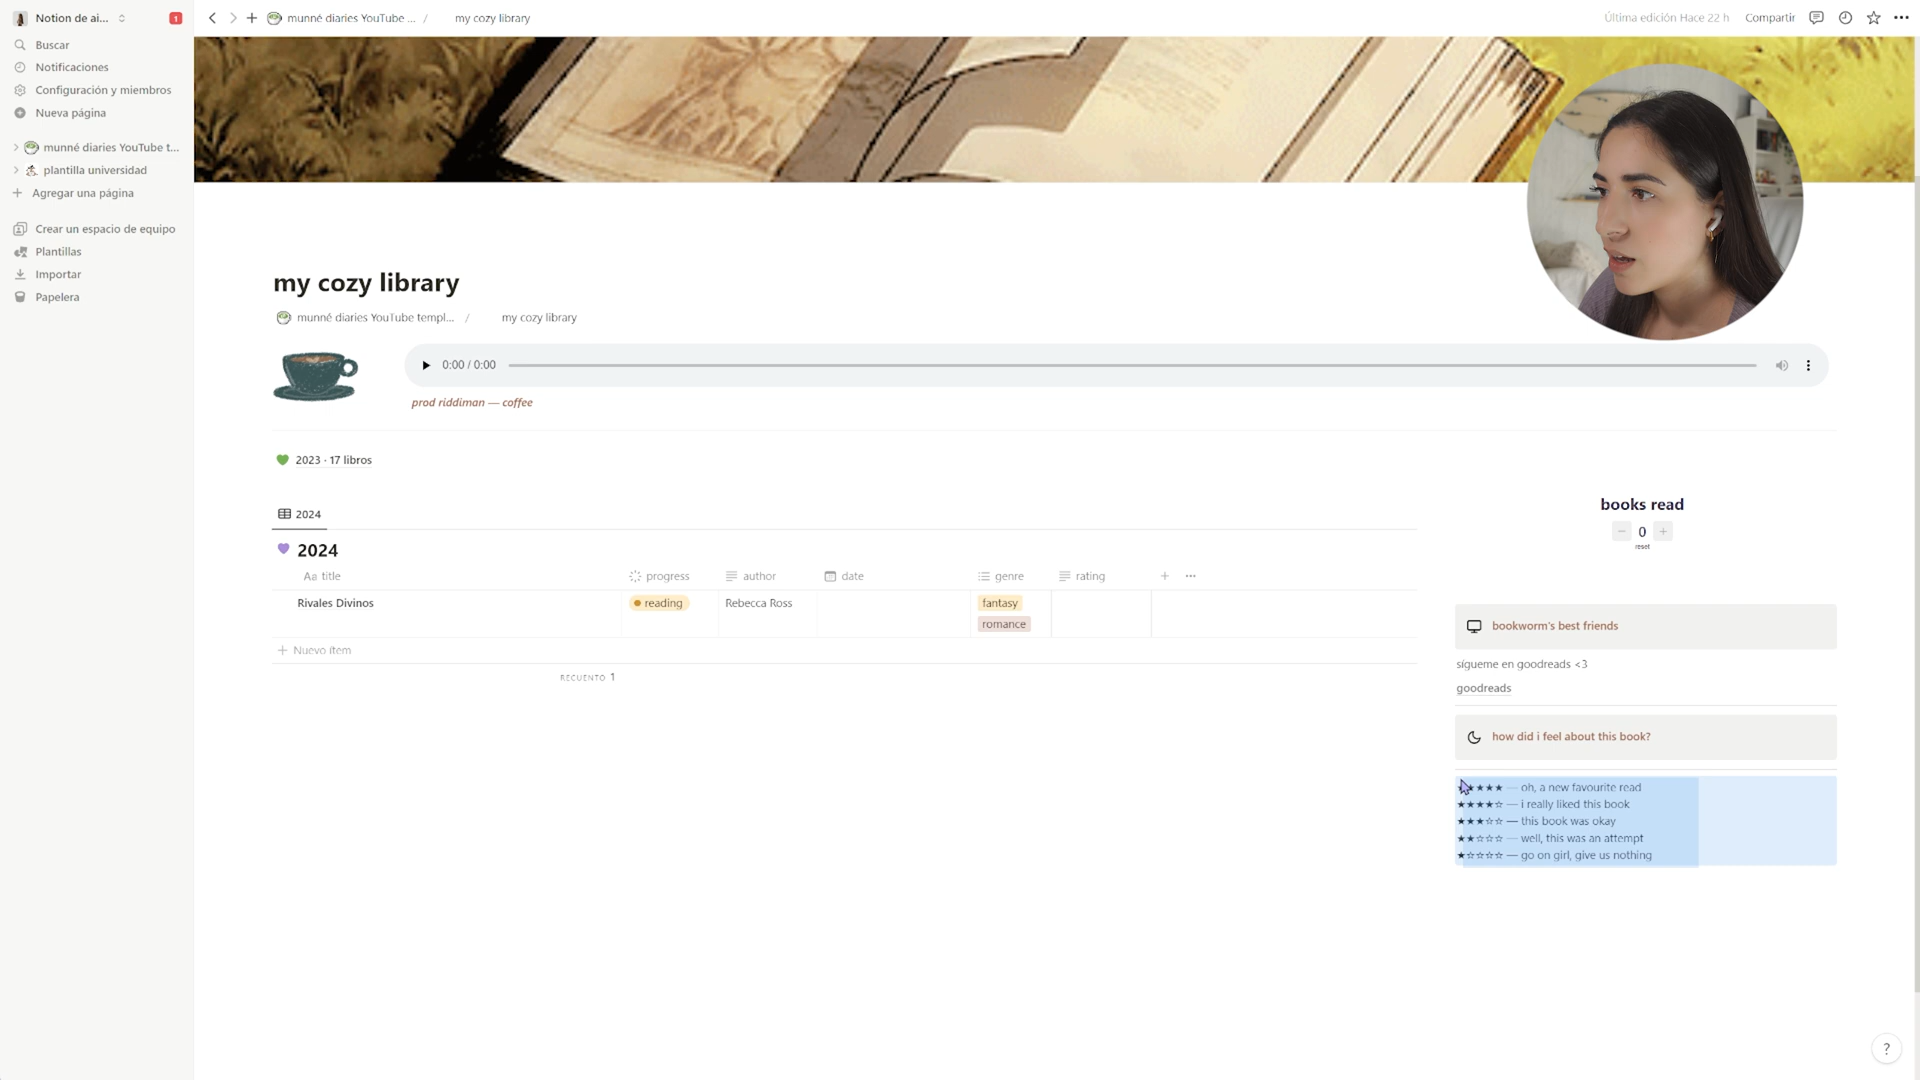 Notion de ai...
1
Buscar
Notificaciones
Configuración y miembros
Nueva página
munné diaries YouTube t...
plantilla universidad
Agregar una página
Crear un espacio de equipo
Plantillas
Importar
Papelera
munné diaries YouTube ... / my cozy library
Última edición Hace 22 h
Compartir
my cozy library
munné diaries YouTube templ... / my cozy library
0:00 / 0:00
prod riddiman — coffee
2023 · 17 libros
2024
2024
Aa title progress author date genre rating
Rivales Divinos reading Rebecca Ross fantasy
romance
Nuevo ítem
RECUENTO 1
books read
− 0 +
reset
bookworm's best friends
sígueme en goodreads <3
goodreads
how did i feel about this book?
★★★★★ — oh, a new favourite read
★★★★☆ — i really liked this book
★★★☆☆ — this book was okay
★★☆☆☆ — well, this was an attempt
★☆☆☆☆ — go on girl, give us nothing
?